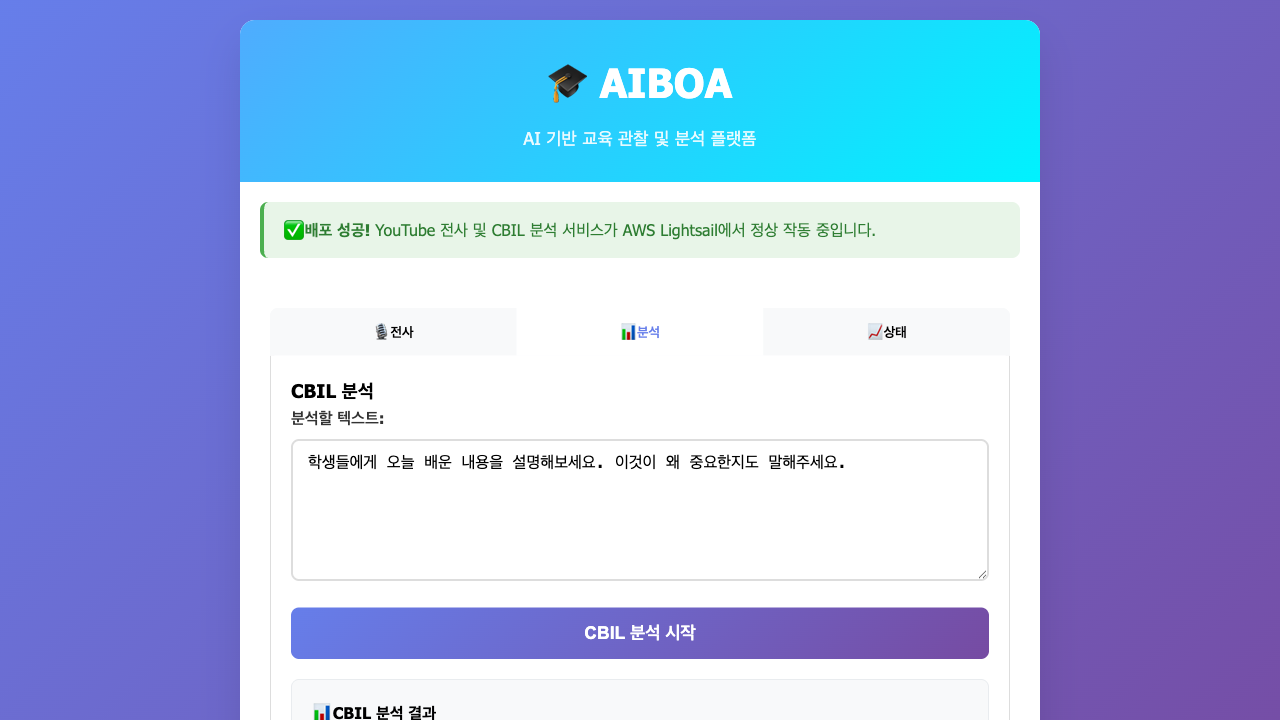 🎓 AIBOA
AI 기반 교육 관찰 및 분석 플랫폼
✅배포 성공! YouTube 전사 및 CBIL 분석 서비스가 AWS Lightsail에서 정상 작동 중입니다.
🎙️전사
📊분석
📈상태
CBIL 분석
분석할 텍스트:
학생들에게 오늘 배운 내용을 설명해보세요. 이것이 왜 중요한지도 말해주세요.
CBIL 분석 시작
📊CBIL 분석 결과